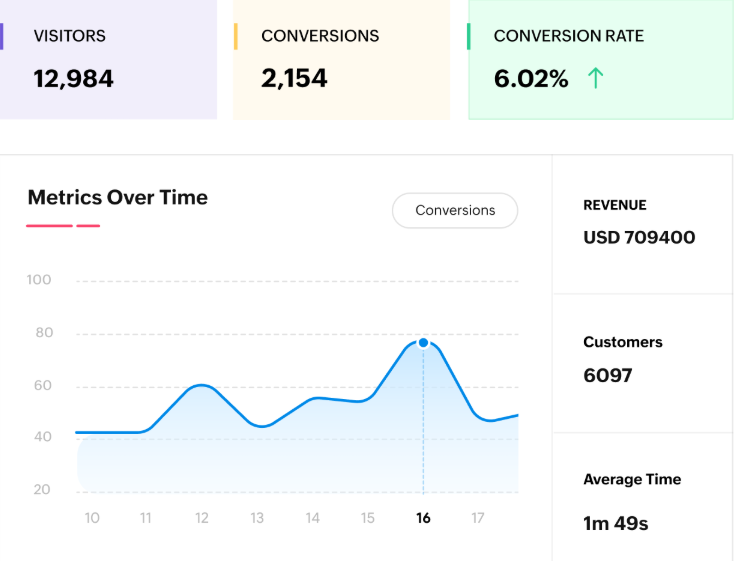 VISITORS
12,984
CONVERSIONS
2,154
CONVERSION RATE
6.02%
Metrics Over Time
Conversions
100
80
60
40
20
10 11 12 13 14 15 16 17
REVENUE
USD 709400
Customers
6097
Average Time
1m 49s